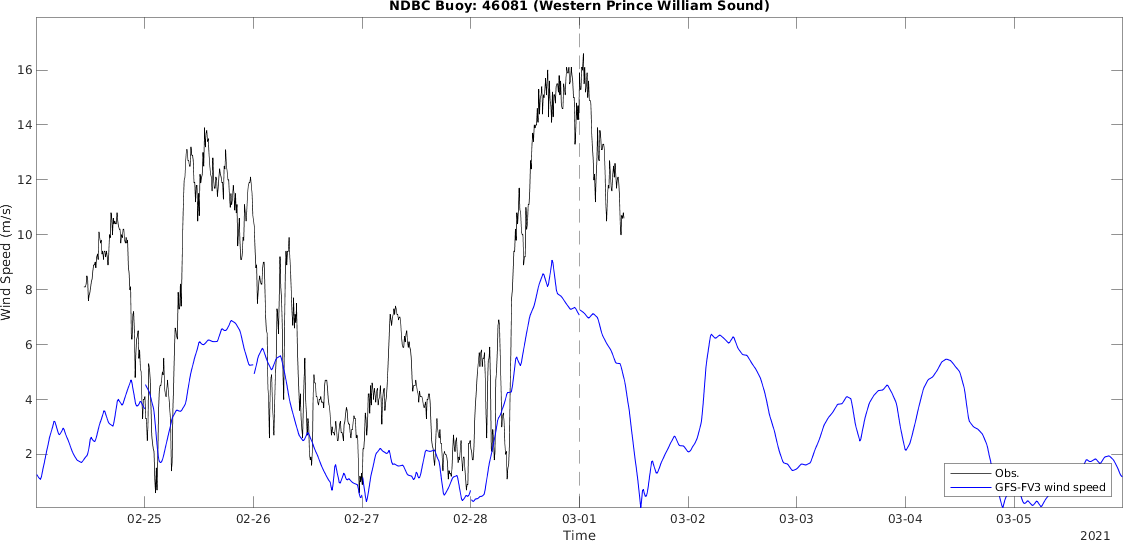 NDBC Buoy: 46081 (Western Prince William Sound)
Wind Speed (m/s)
16
14
12
10
8
6
4
2
Obs.
GFS-FV3 wind speed
02-25 02-26 02-27 02-28 03-01 03-02 03-03 03-04 03-05
Time
2021